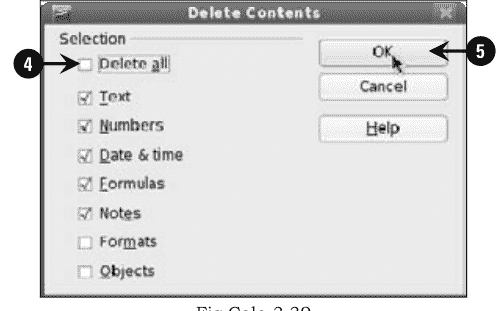 Delete Contents
Selection
4
Delete all
OK
5
Text
Cancel
Numbers
Help
Date & time
Formulas
Notes
Formats
Objects